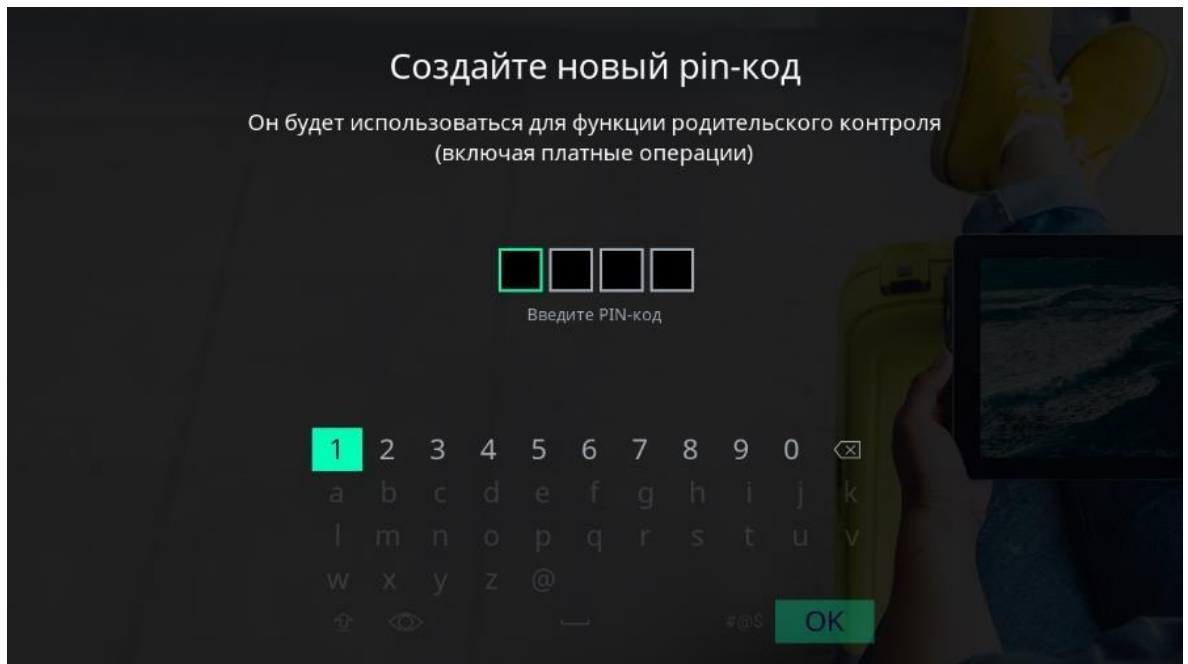 Создайте новый pin-код
Он будет использоваться для функции родительского контроля
(включая платные операции)
Введите PIN-код
1 2 3 4 5 6 7 8 9 0
a b c d e f g h i j k
l m n o p q r s t u v
w x y z @
#@$ OK